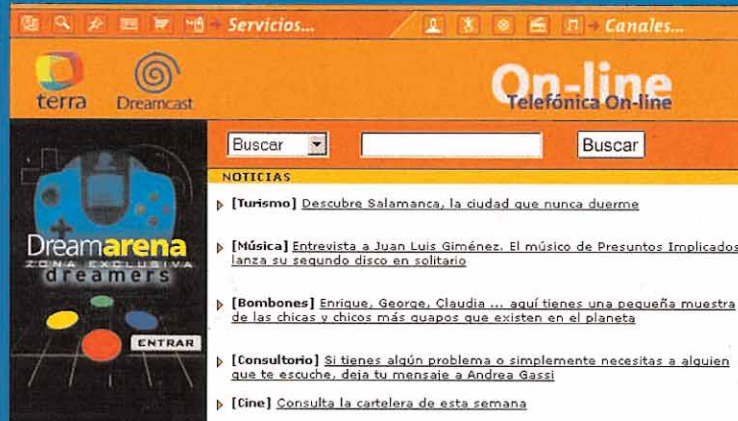 Servicios...
Canales...
terra
Dreamcast
On-line
Telefónica On-line
Buscar
Buscar
NOTICIAS
[Turismo] Descubre Salamanca, la ciudad que nunca duerme
[Música] Entrevista a Juan Luis Giménez. El músico de Presuntos Implicados
lanza su segundo disco en solitario
[Bombones] Enrique, George, Claudia ... aquí tienes una pequeña muestra
de las chicas y chicos más guapos que existen en el planeta
[Consultorio] Si tienes algún problema o simplemente necesitas a alguien
que te escuche, deja tu mensaje a Andrea Gassi
[Cine] Consulta la cartelera de esta semana
Dreamarena
ZONA EXCLUSIVA
dreamers
ENTRAR